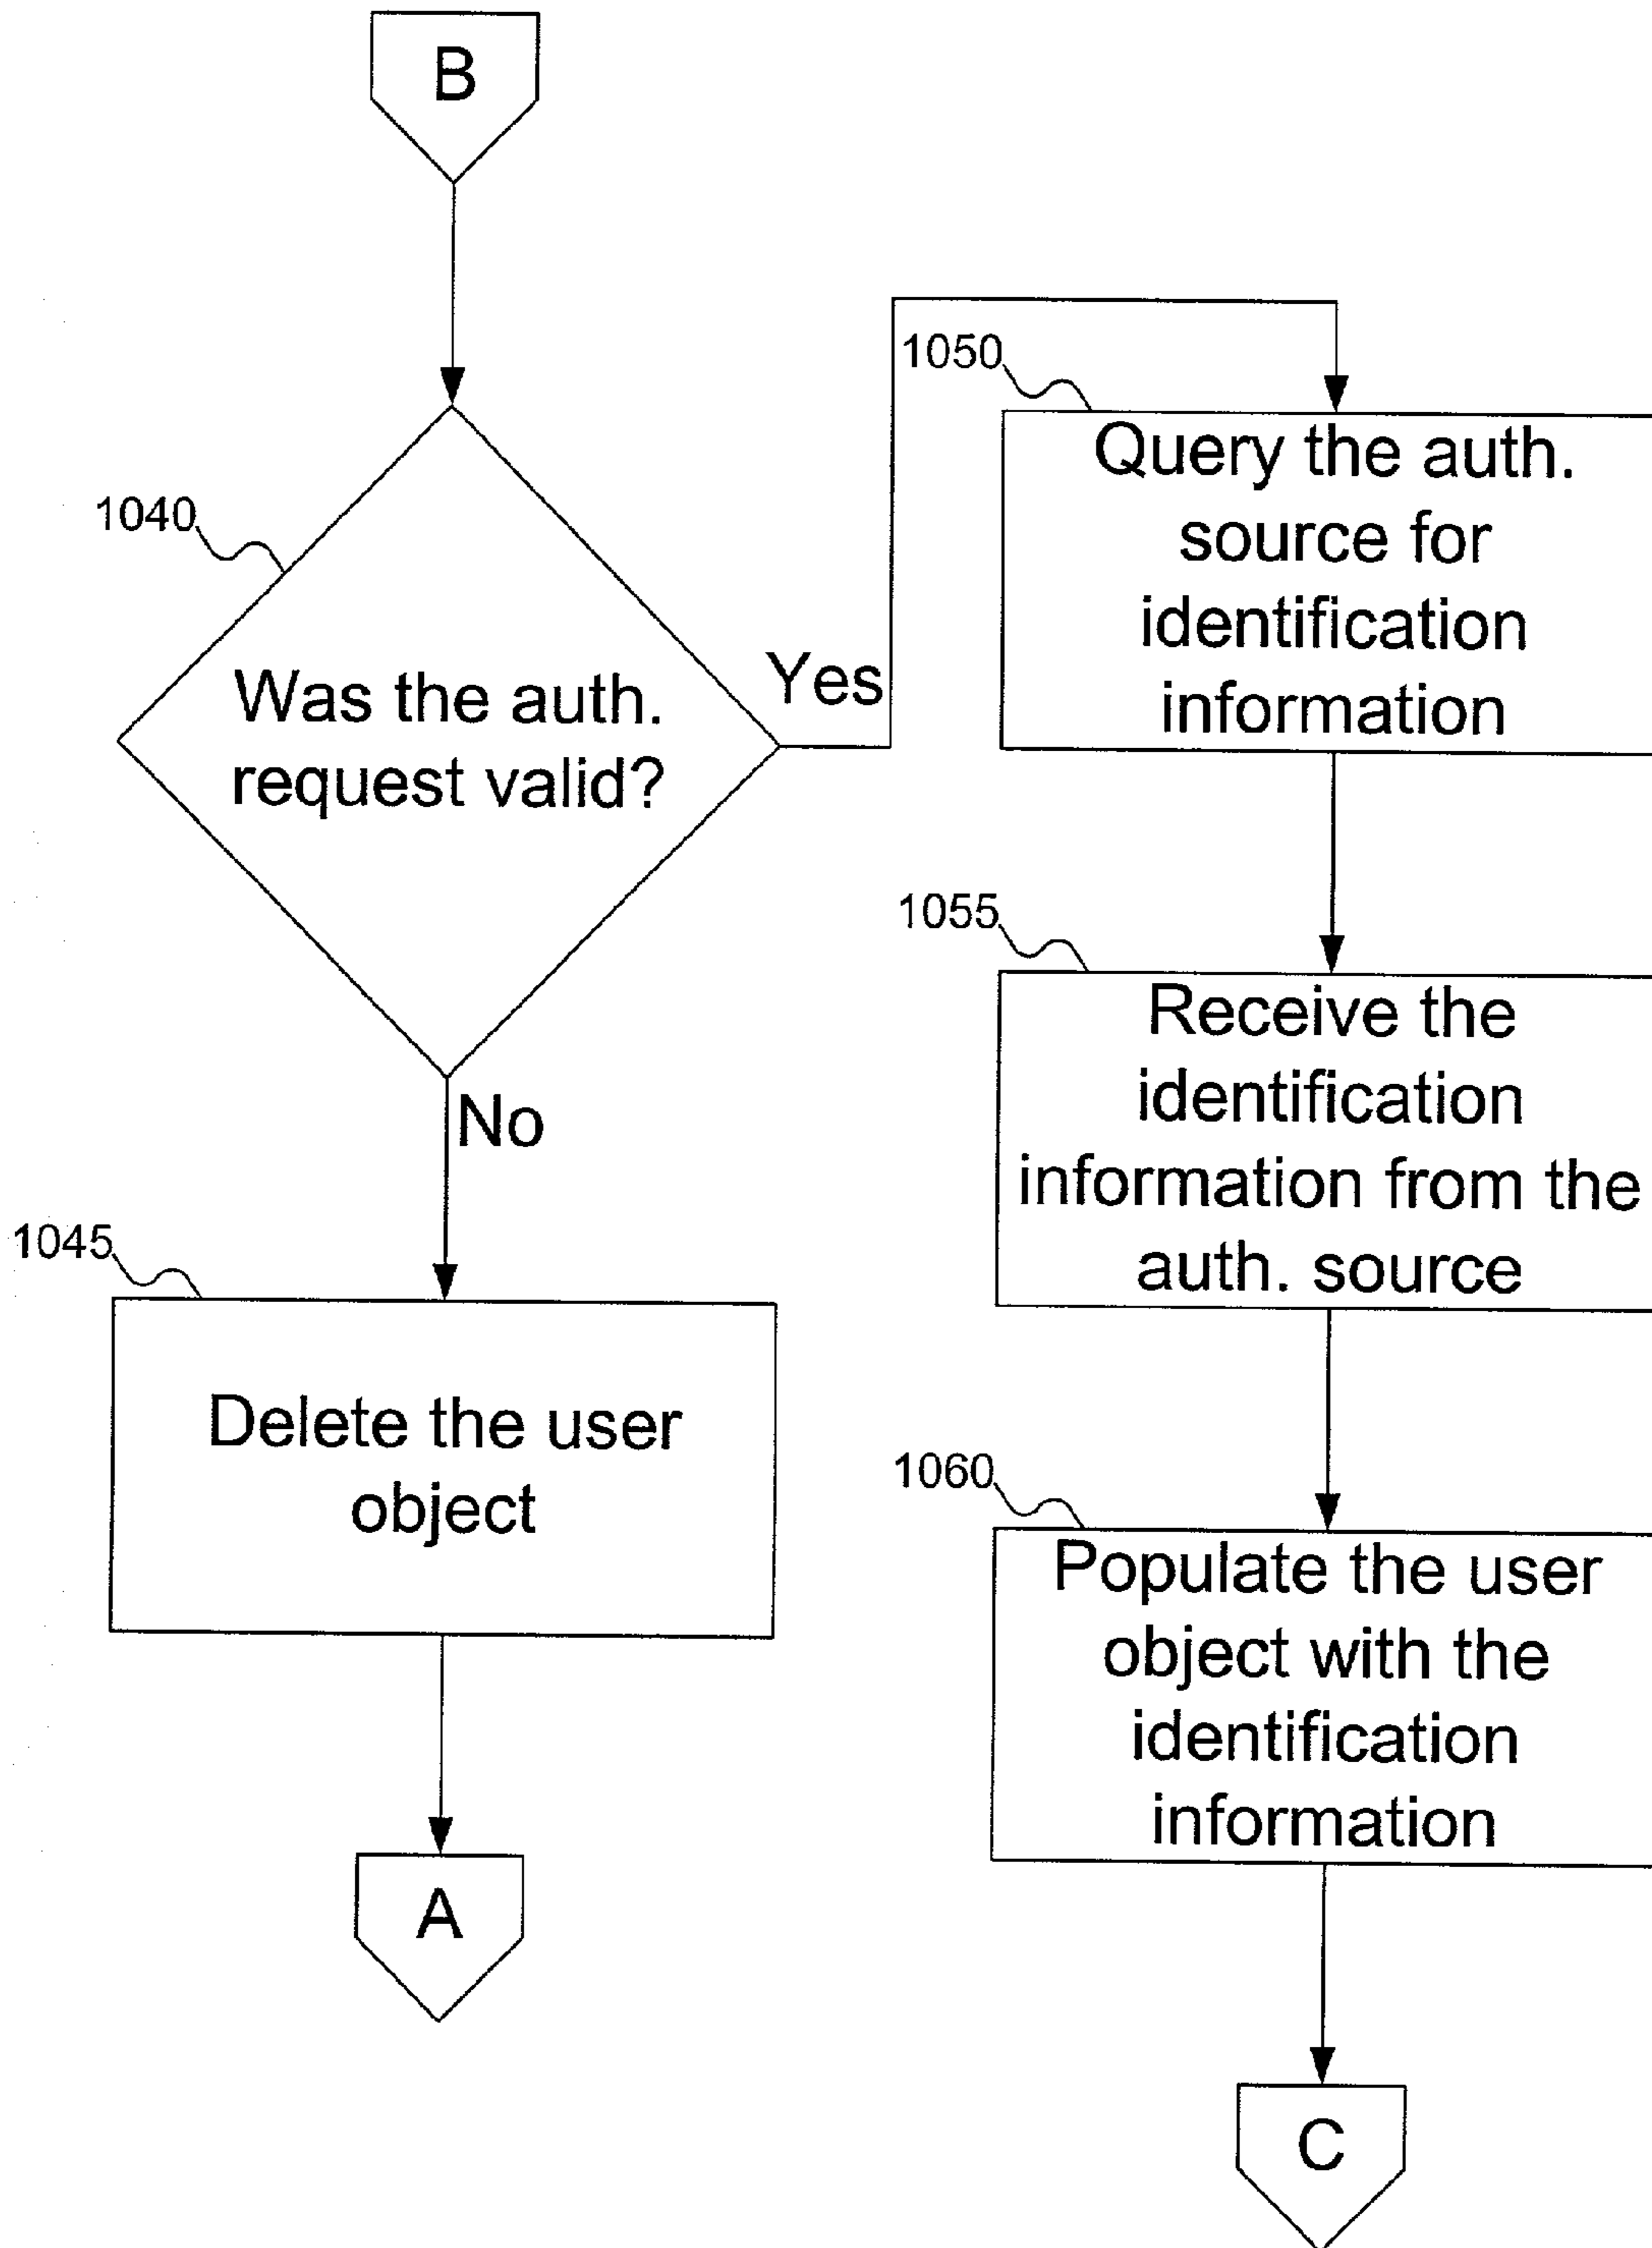 B
1040
Was the auth.
request valid?
Yes
No
1045
Delete the user
object
A
1050
Query the auth.
source for
identification
information
1055
Receive the
identification
information from the
auth. source
1060
Populate the user
object with the
identification
information
C